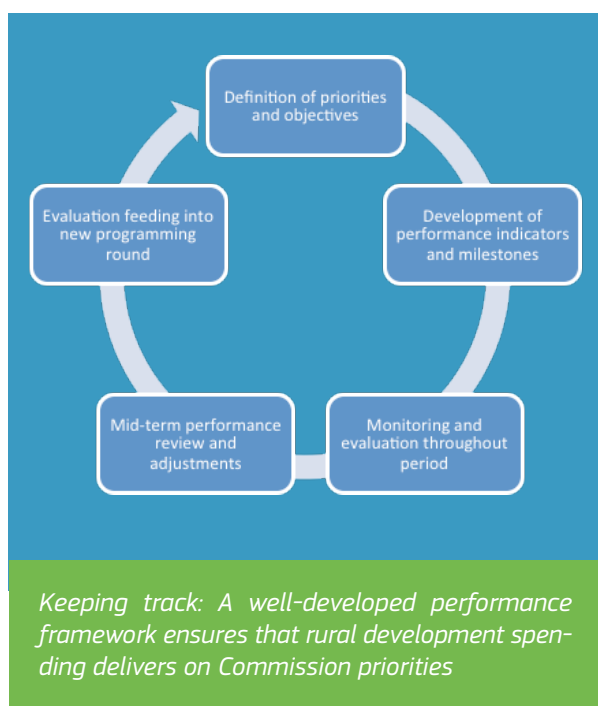 Definition of priorities
and objectives
Development of
performance indicators
and milestones
Monitoring and
evaluation throughout
period
Mid-term performance
review and
adjustments
Evaluation feeding into
new programming
round
Keeping track: A well-developed performance
framework ensures that rural development spen-
ding delivers on Commission priorities